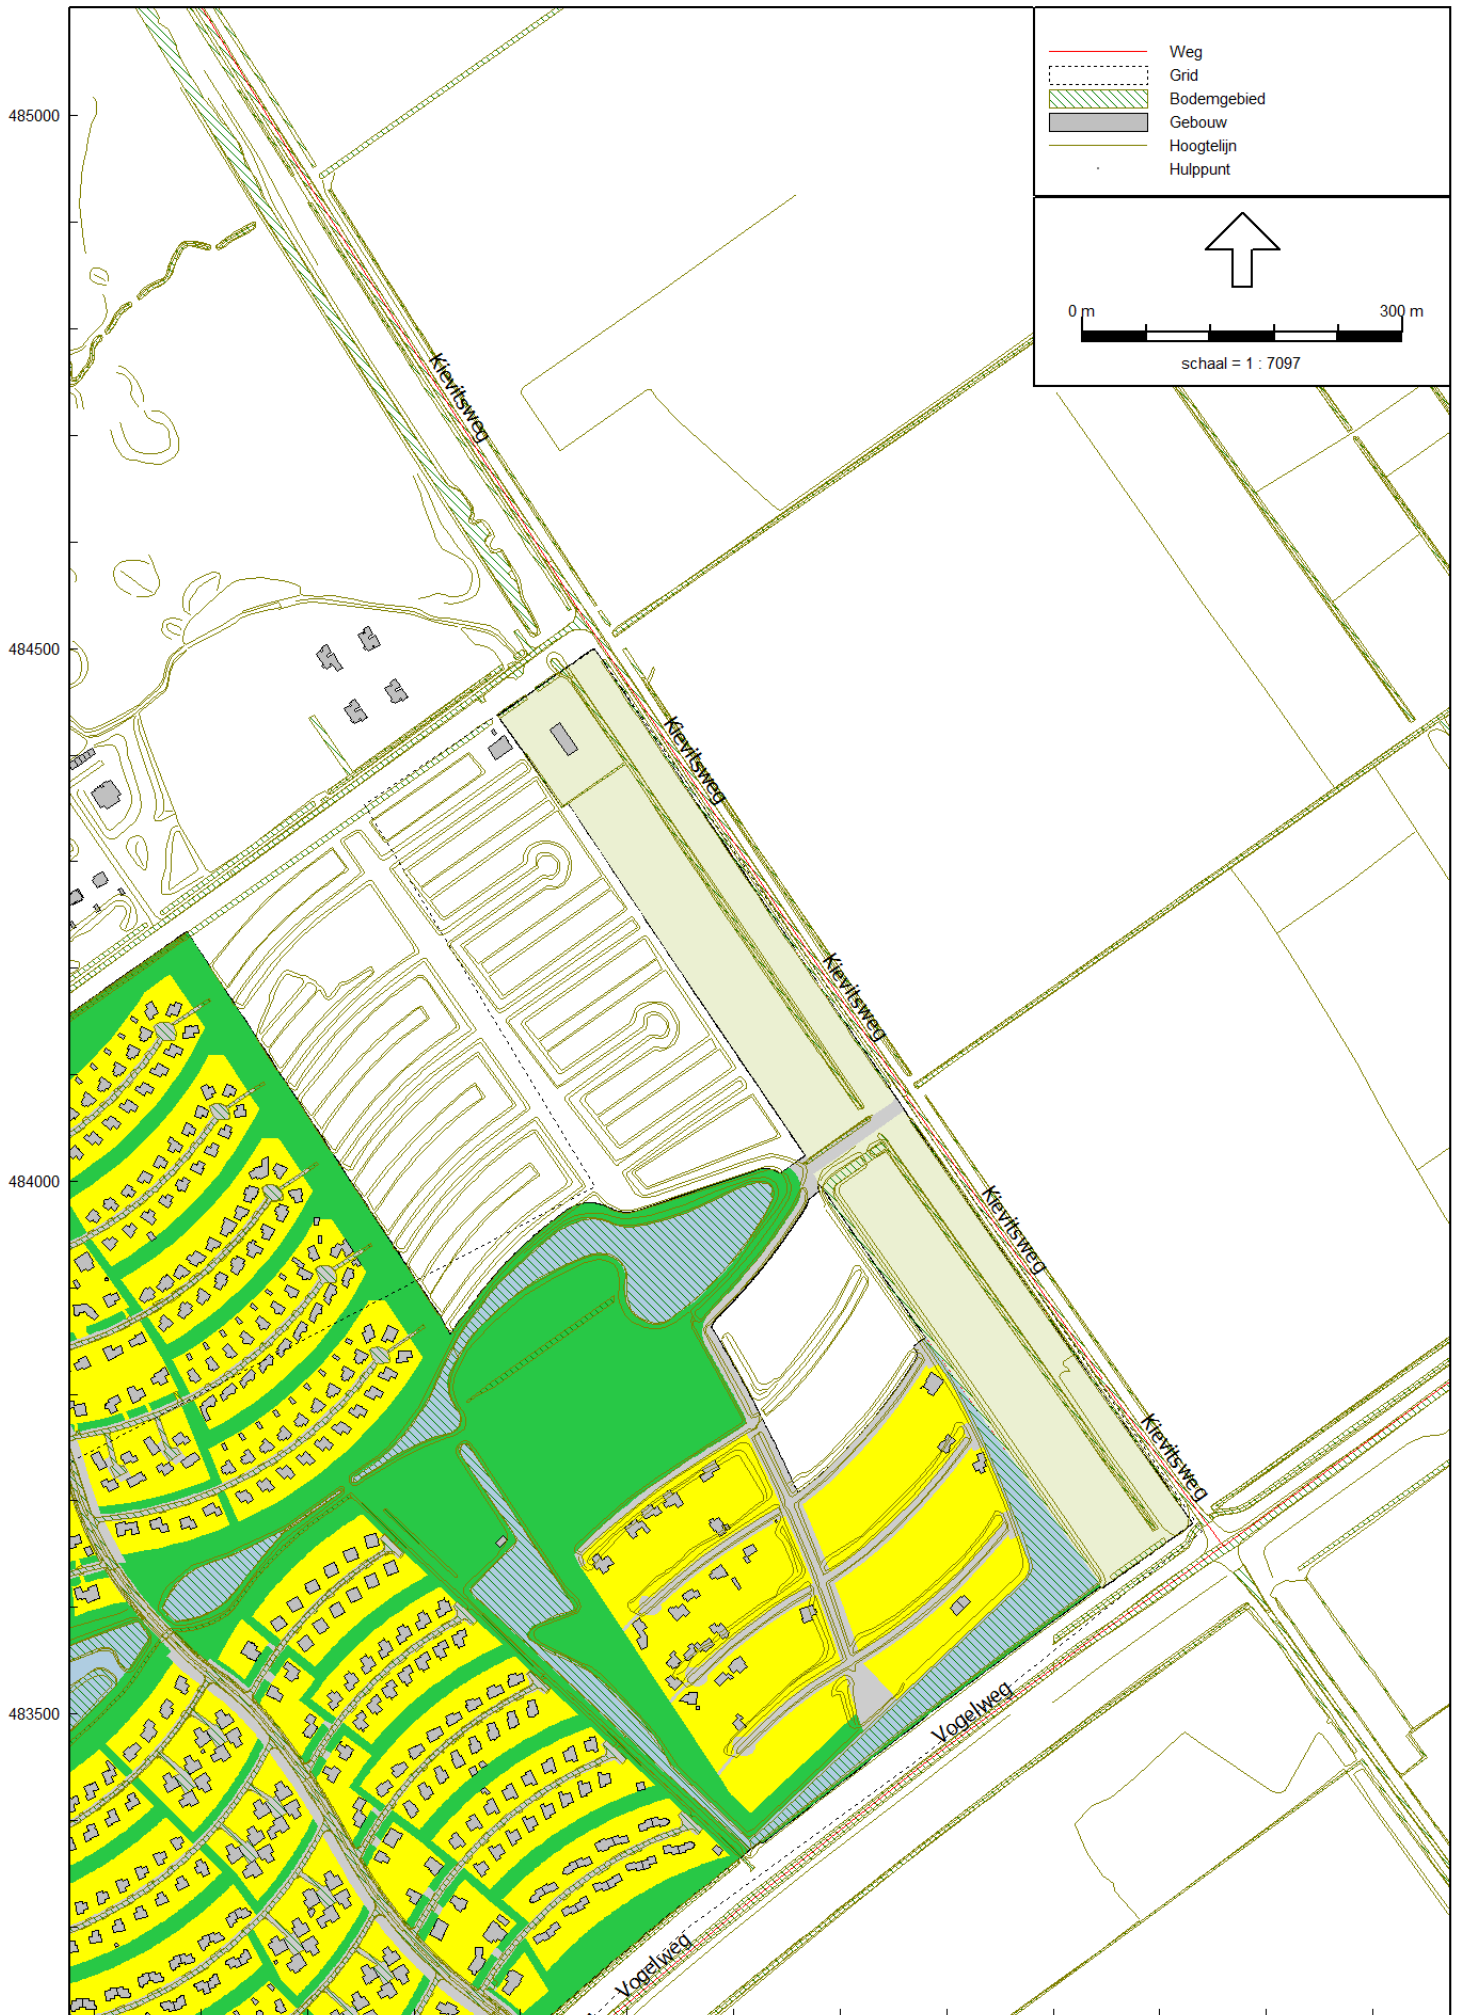 Weg
Grid
Bodemgebied
Gebouw
Hoogtelijn
Hulppunt
0 m 300 m
schaal = 1 : 7097
485000
484500
484000
483500
Kievitsweg
Kievitsweg
Kievitsweg
Kievitsweg
Kievitsweg
Vogelweg
Vogelweg